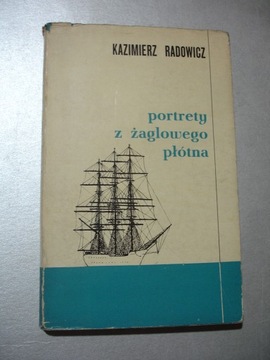 KAZIMIERZ RADOWICZ
portrety
z żaglowego
płótna